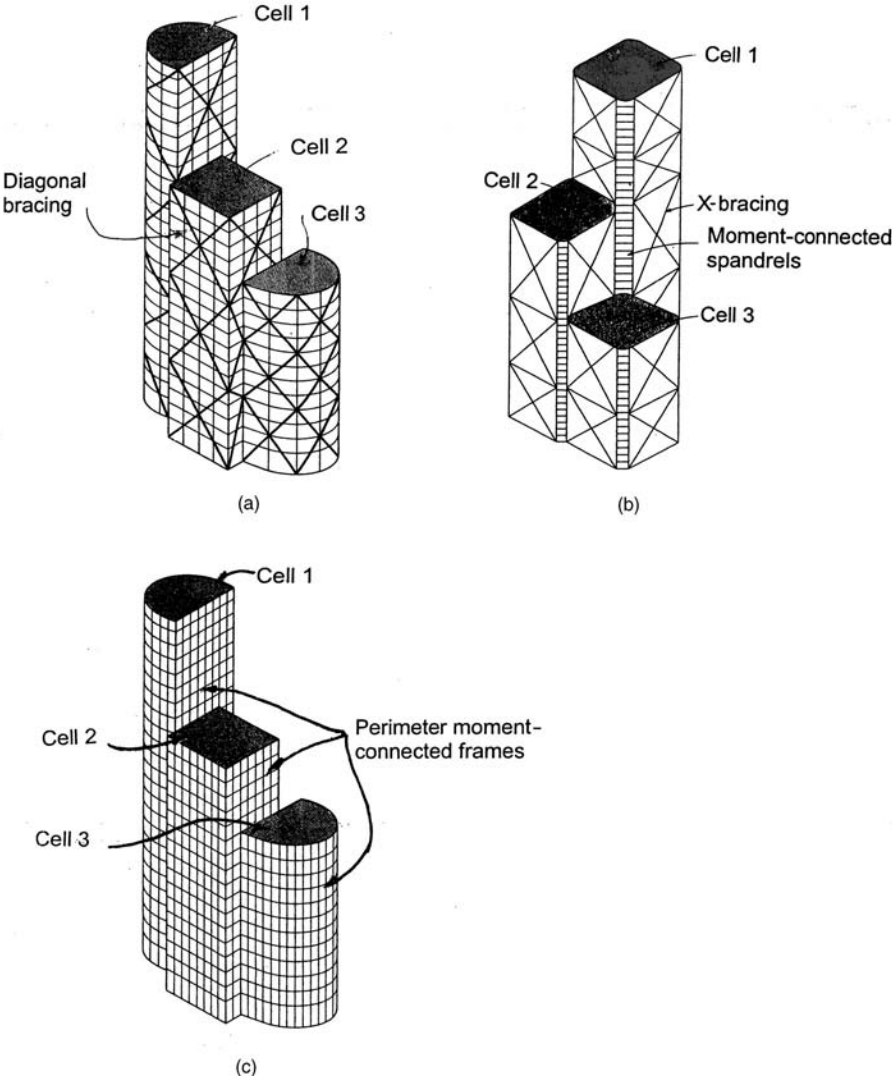 Cell 1
Cell 2
Diagonal
bracing
Cell 3
(a)
Cell 1
Cell 2
X-bracing
Moment-connected
spandrels
Cell 3
(b)
Cell 1
Cell 2
Perimeter moment-
connected frames
Cell 3
(c)